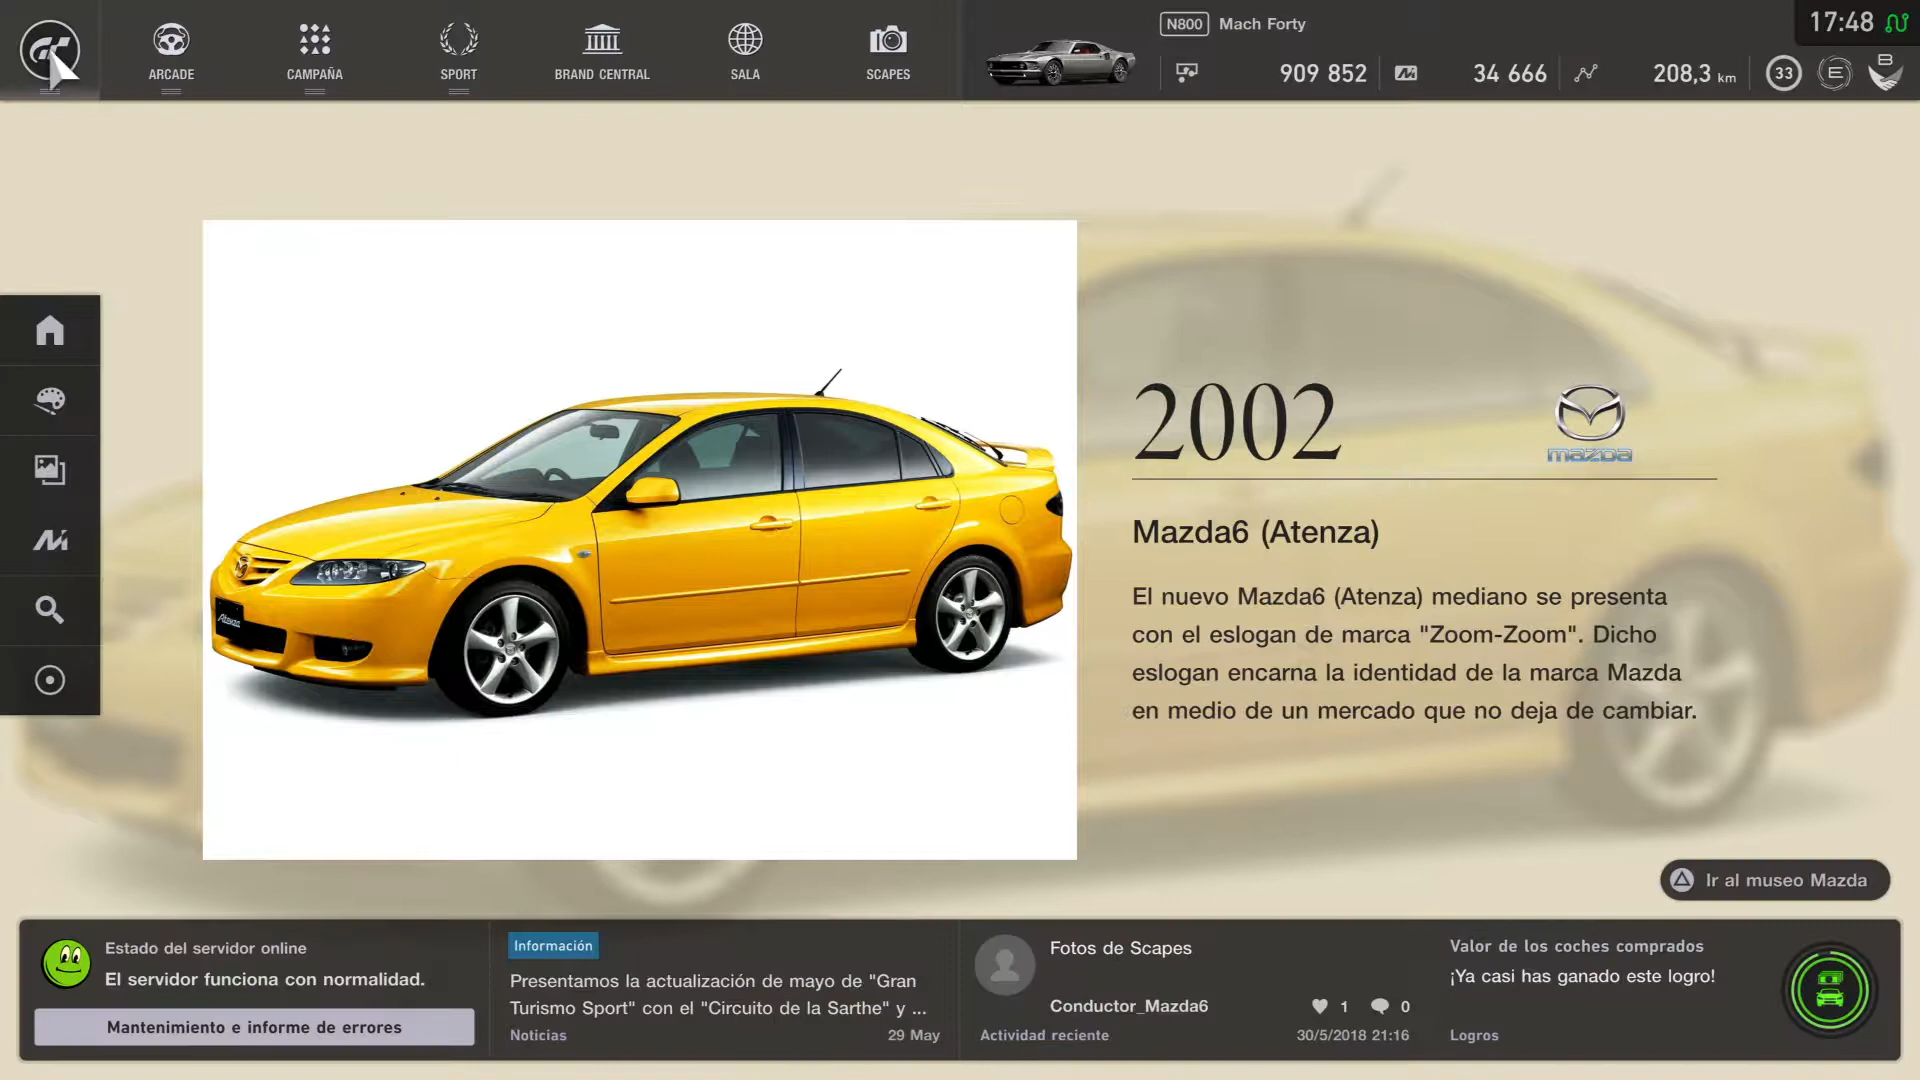 N800 Mach Forty
17:48
ARCADE
CAMPAÑA
SPORT
BRAND CENTRAL
SALA
SCAPES
909 852
34 666
208,3 km
33
E
B
2002
mazda
Atenza
Mazda6 (Atenza)
El nuevo Mazda6 (Atenza) mediano se presenta
con el eslogan de marca "Zoom-Zoom". Dicho
eslogan encarna la identidad de la marca Mazda
en medio de un mercado que no deja de cambiar.
Ir al museo Mazda
Estado del servidor online
El servidor funciona con normalidad.
Mantenimiento e informe de errores
Información
Presentamos la actualización de mayo de "Gran
Turismo Sport" con el "Circuito de la Sarthe" y ...
Noticias
29 May
Fotos de Scapes
Conductor_Mazda6
1
0
Actividad reciente
30/5/2018 21:16
Valor de los coches comprados
¡Ya casi has ganado este logro!
Logros